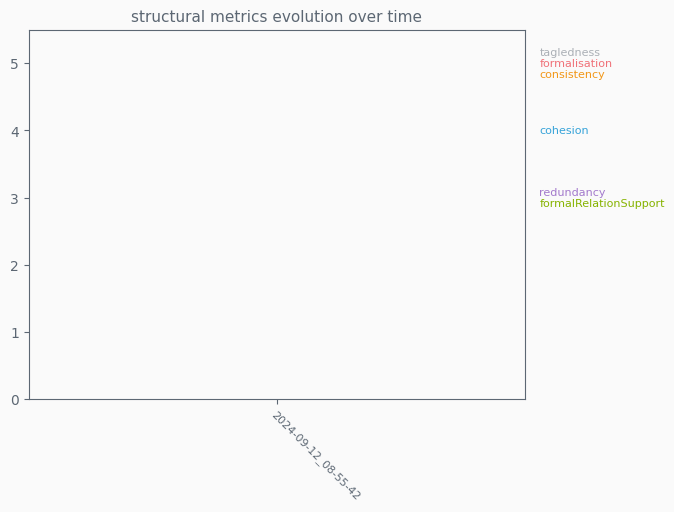 structural metrics evolution over time
5
4
3
2
1
0
2024-09-12_08-55-42
tagledness
formalisation
consistency
cohesion
redundancy
formalRelationSupport